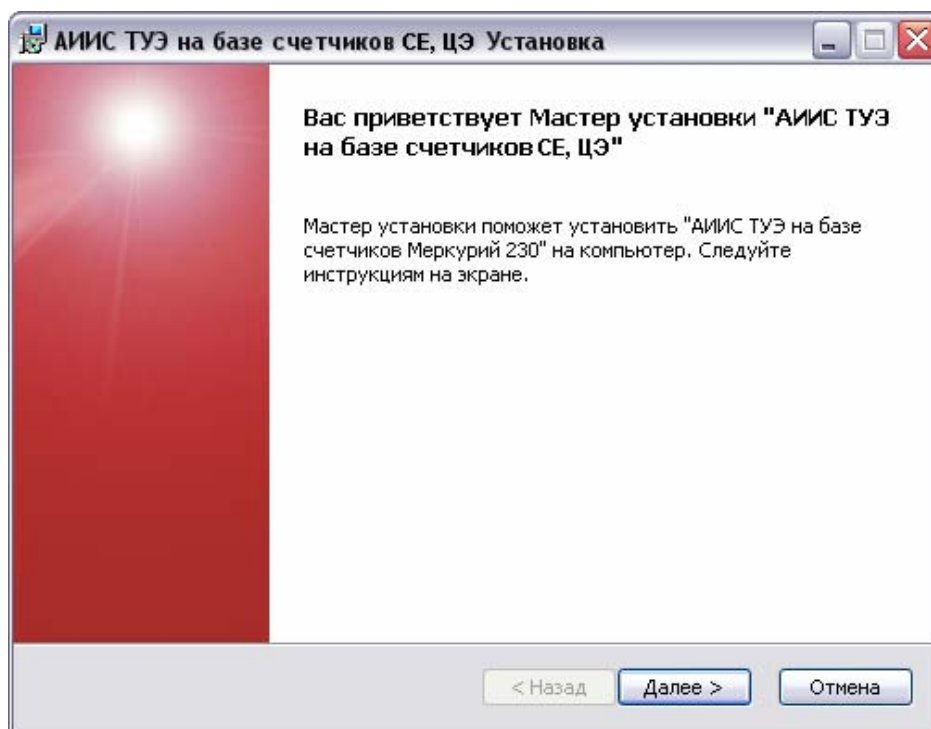 АИИС ТУЭ на базе счетчиков СЕ, ЦЭ Установка
Вас приветствует Мастер установки "АИИС ТУЭ
на базе счетчиков СЕ, ЦЭ"
Мастер установки поможет установить "АИИС ТУЭ на базе
счетчиков Меркурий 230" на компьютер. Следуйте
инструкциям на экране.
< Назад
Далее >
Отмена